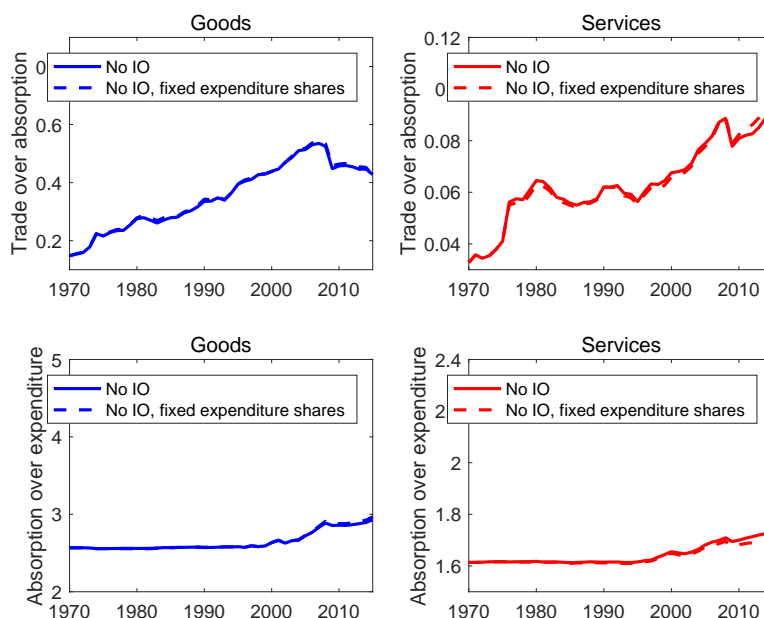 Goods
Trade over absorption
0
0.6
0.4
0.2
No IO
No IO, fixed expenditure shares
1970 1980 1990 2000 2010
Services
Trade over absorption
0.12
0
0.08
0.06
0.04
No IO
No IO, fixed expenditure shares
1970 1980 1990 2000 2010
Goods
Absorption over expenditure
5
4
3
2
No IO
No IO, fixed expenditure shares
1970 1980 1990 2000 2010
Services
Absorption over expenditure
2.4
2
2
1.8
1.6
No IO
No IO, fixed expenditure shares
1970 1980 1990 2000 2010